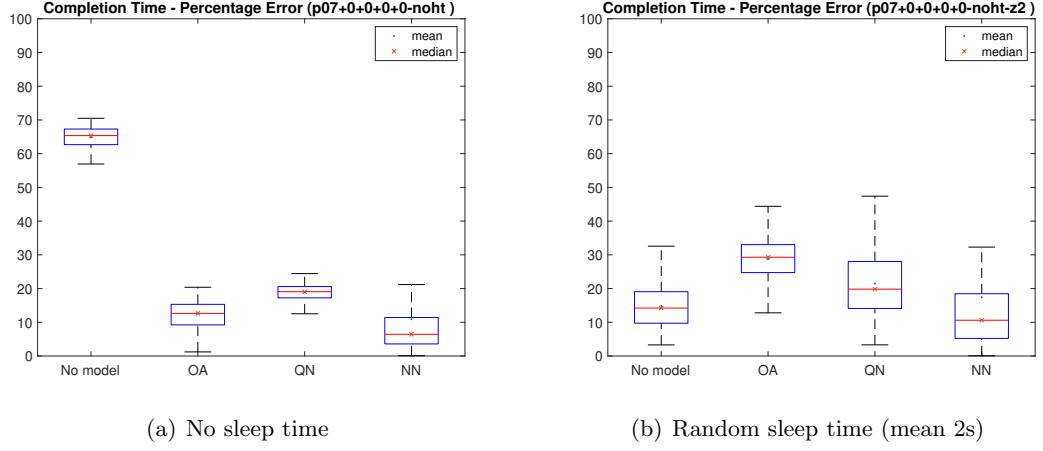 Completion Time - Percentage Error (p07+0+0+0+0-noht )
100
90
80
70
60
50
40
30
20
10
0
mean
median
No model OA QN NN
(a) No sleep time
Completion Time - Percentage Error (p07+0+0+0+0-noht-z2 )
100
90
80
70
60
50
40
30
20
10
0
mean
median
No model OA QN NN
(b) Random sleep time (mean 2s)